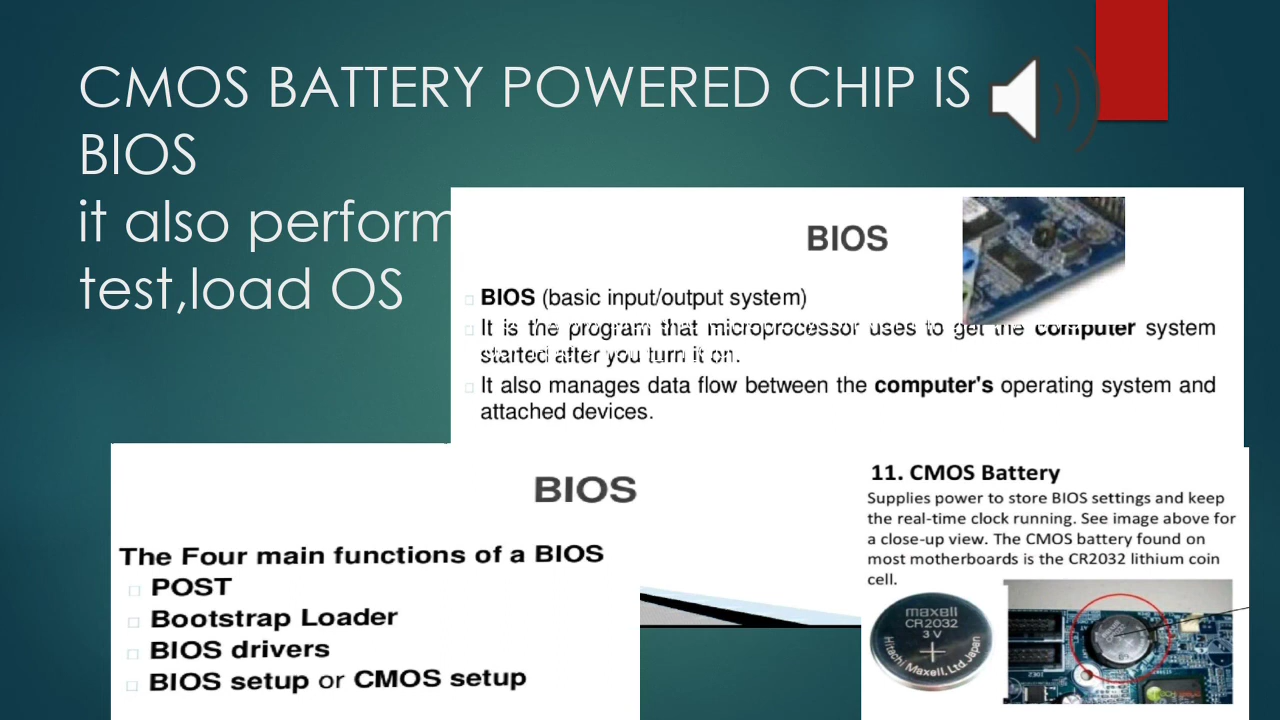 CMOS BATTERY POWERED CHIP IS
BIOS
it also perform
test,load OS
BIOS
BIOS (basic input/output system)
It is the program that microprocessor uses to get the computer system
started after you turn it on.
It also manages data flow between the computer's operating system and
attached devices.
BIOS
The Four main functions of a BIOS
POST
Bootstrap Loader
BIOS drivers
BIOS setup or CMOS setup
11. CMOS Battery
Supplies power to store BIOS settings and keep
the real-time clock running. See image above for
a close-up view. The CMOS battery found on
most motherboards is the CR2032 lithium coin
cell.
maxell
CR2032
3 V
+
Hitachi Maxell, Ltd. Japan